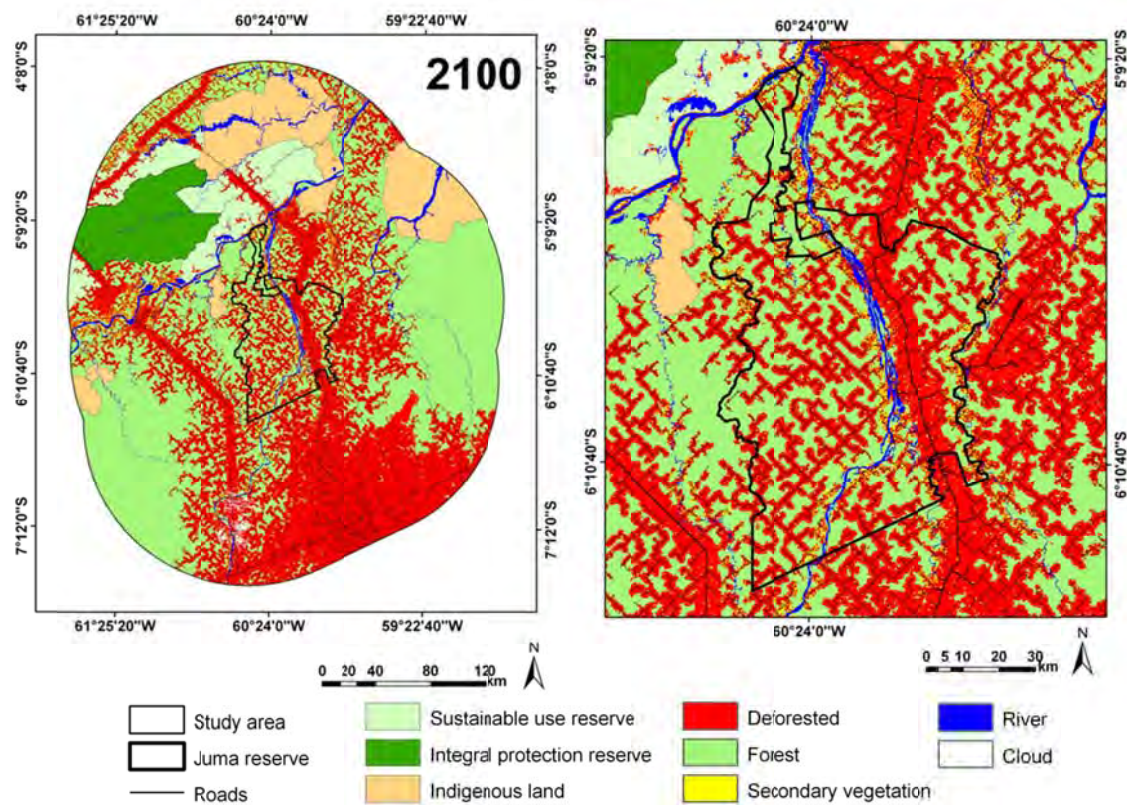 61°25'20"W 60°24'0"W 59°22'40"W
60°24'0"W
2100
4°8'0"S
4°8'0"S
5°9'20"S
5°9'20"S
5°9'20"S
5°9'20"S
6°10'40"S
6°10'40"S
6°10'40"S
6°10'40"S
7°12'0"S
7°12'0"S
61°25'20"W 60°24'0"W 59°22'40"W
60°24'0"W
N
N
0 20 40 80 120
km
0 5 10 20 30
km
Study area
Juma reserve
Roads
Sustainable use reserve
Integral protection reserve
Indigenous land
Deforested
Forest
Secondary vegetation
River
Cloud